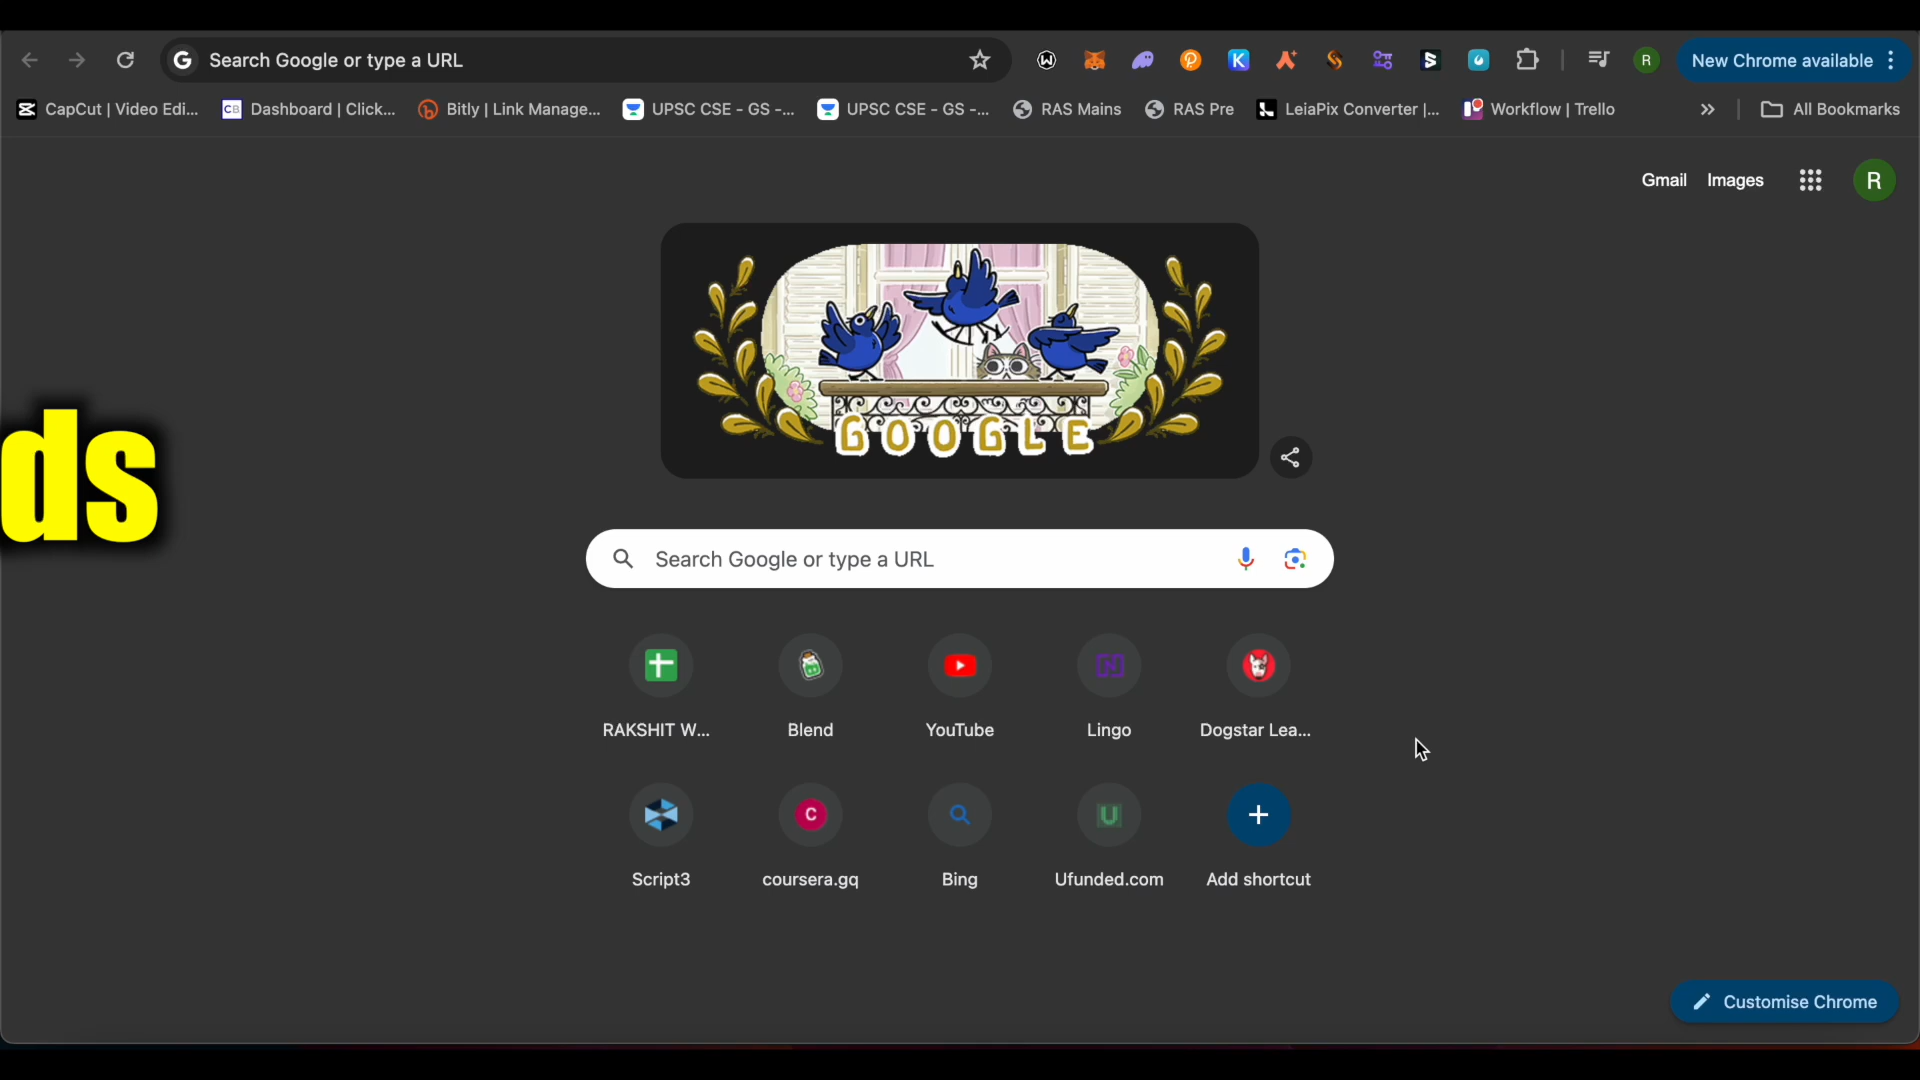 Search Google or type a URL
R
New Chrome available
CapCut | Video Edi...
CB
Dashboard | Click...
Bitly | Link Manage...
UPSC CSE - GS -...
UPSC CSE - GS -...
RAS Mains
RAS Pre
LeiaPix Converter |...
Workflow | Trello
All Bookmarks
Gmail
Images
R
GOOGLE
ds
Search Google or type a URL
RAKSHIT W...
Blend
YouTube
Lingo
Dogstar Lea...
C
U
Script3
coursera.gq
Bing
Ufunded.com
Add shortcut
Customise Chrome